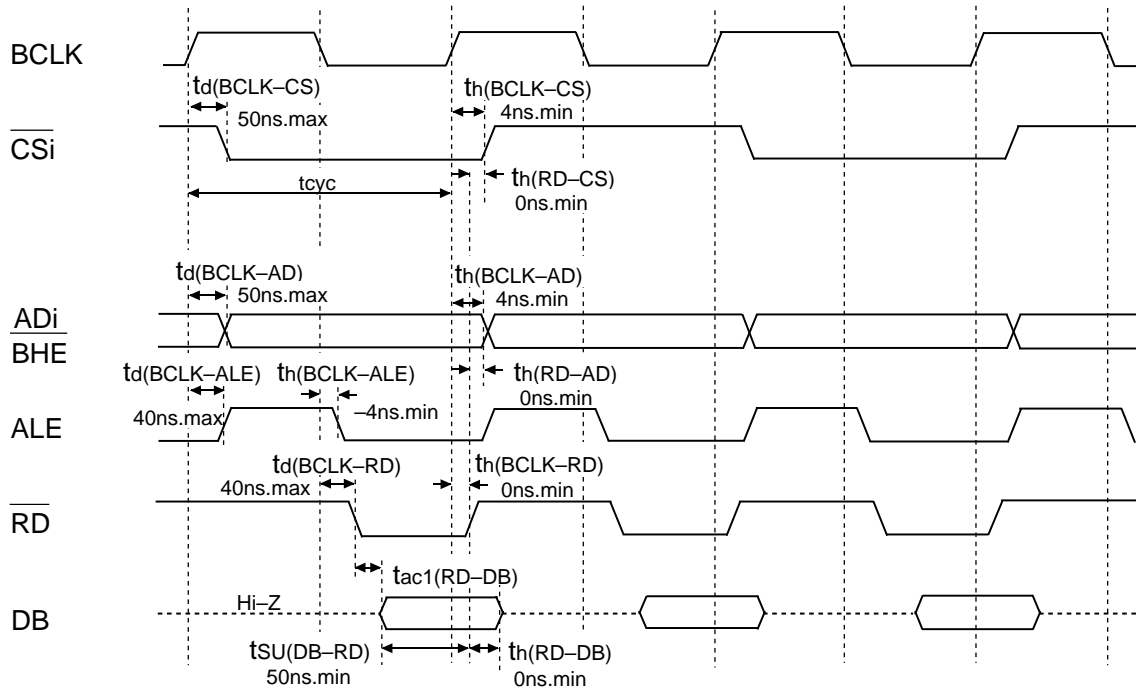 BCLK
td(BCLK–CS)
50ns.max
th(BCLK–CS)
4ns.min
CSi
tcyc
th(RD–CS)
0ns.min
td(BCLK–AD)
50ns.max
th(BCLK–AD)
4ns.min
ADi
BHE
td(BCLK–ALE)
40ns.max
th(BCLK–ALE)
–4ns.min
th(RD–AD)
0ns.min
ALE
td(BCLK–RD)
40ns.max
th(BCLK–RD)
0ns.min
RD
tac1(RD–DB)
Hi–Z
DB
tSU(DB–RD)
50ns.min
th(RD–DB)
0ns.min